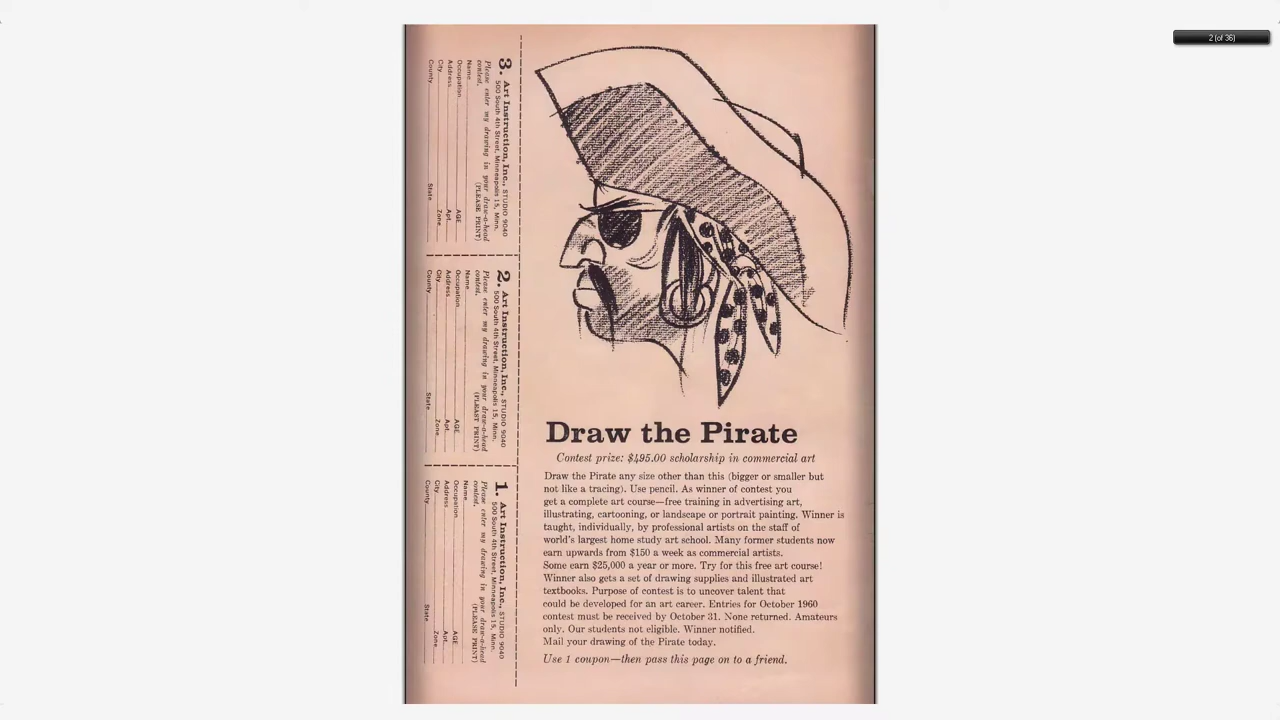 2 (of 36)
Draw the Pirate
Contest prize: $495.00 scholarship in commercial art
Draw the Pirate any size other than this (bigger or smaller but
not like a tracing). Use pencil. As winner of contest you
get a complete art course—free training in advertising art,
illustrating, cartooning, or landscape or portrait painting. Winner is
taught, individually, by professional artists on the staff of
world's largest home study art school. Many former students now
earn upwards from $150 a week as commercial artists.
Some earn $25,000 a year or more. Try for this free art course!
Winner also gets a set of drawing supplies and illustrated art
textbooks. Purpose of contest is to uncover talent that
could be developed for an art career. Entries for October 1960
contest must be received by October 31. None returned. Amateurs
only. Our students not eligible. Winner notified.
Mail your drawing of the Pirate today.
Use 1 coupon—then pass this page on to a friend.
3. Art Instruction, Inc., STUDIO 9040
500 South 4th Street, Minneapolis 15, Minn.
Please enter my drawing in your draw-a-head
contest. (PLEASE PRINT)
Name
Occupation AGE
Address Apt.
City Zone
County State
2. Art Instruction, Inc., STUDIO 9040
500 South 4th Street, Minneapolis 15, Minn.
Please enter my drawing in your draw-a-head
contest. (PLEAST PRINT)
Name
Occupation AGE
Address Apt.
City Zone
County State
1. Art Instruction, Inc., STUDIO 9040
500 South 4th Street, Minneapolis 15, Minn.
Please enter my drawing in your draw-a-head
contest. (PLEASE PRINT)
Name
Occupation AGE
Address Apt.
City Zone
County State